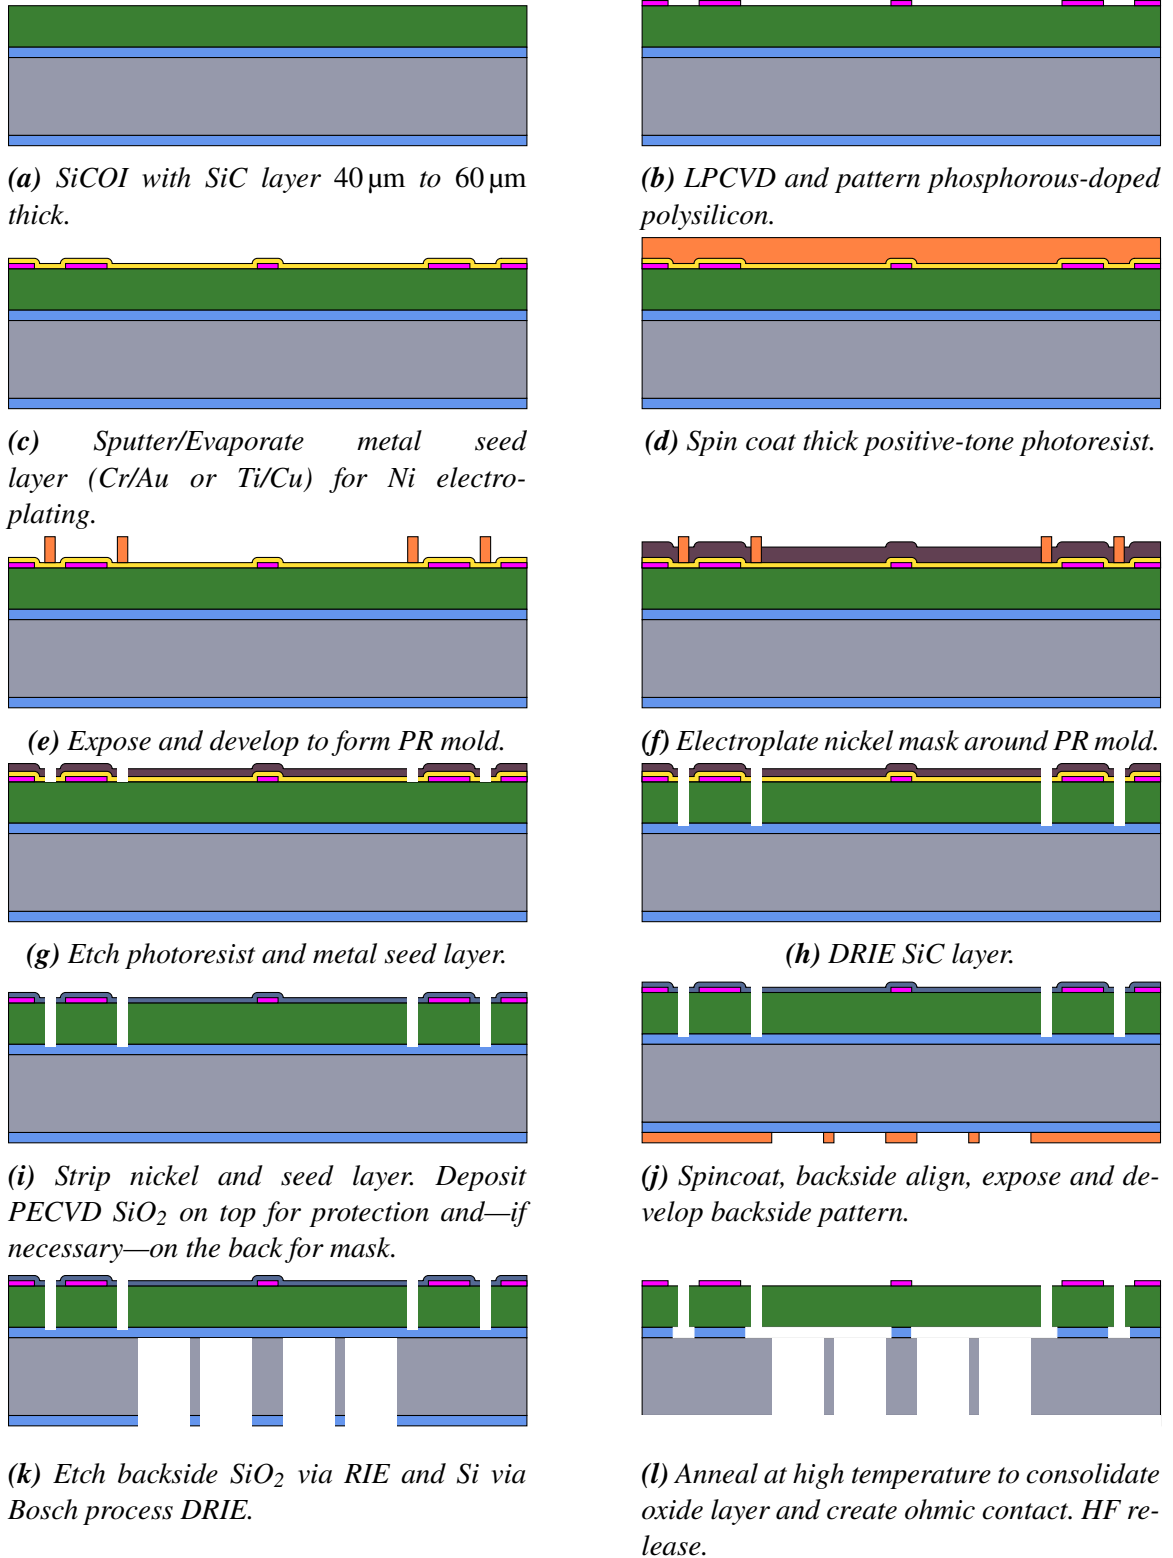 (a) SiCOI with SiC layer 40 µm to 60 µm
thick.
(b) LPCVD and pattern phosphorous-doped
polysilicon.
(c) Sputter/Evaporate metal seed
layer (Cr/Au or Ti/Cu) for Ni electro-
plating.
(d) Spin coat thick positive-tone photoresist.
(e) Expose and develop to form PR mold.
(f) Electroplate nickel mask around PR mold.
(g) Etch photoresist and metal seed layer.
(h) DRIE SiC layer.
(i) Strip nickel and seed layer. Deposit
PECVD SiO₂ on top for protection and—if
necessary—on the back for mask.
(j) Spincoat, backside align, expose and de-
velop backside pattern.
(k) Etch backside SiO₂ via RIE and Si via
Bosch process DRIE.
(l) Anneal at high temperature to consolidate
oxide layer and create ohmic contact. HF re-
lease.